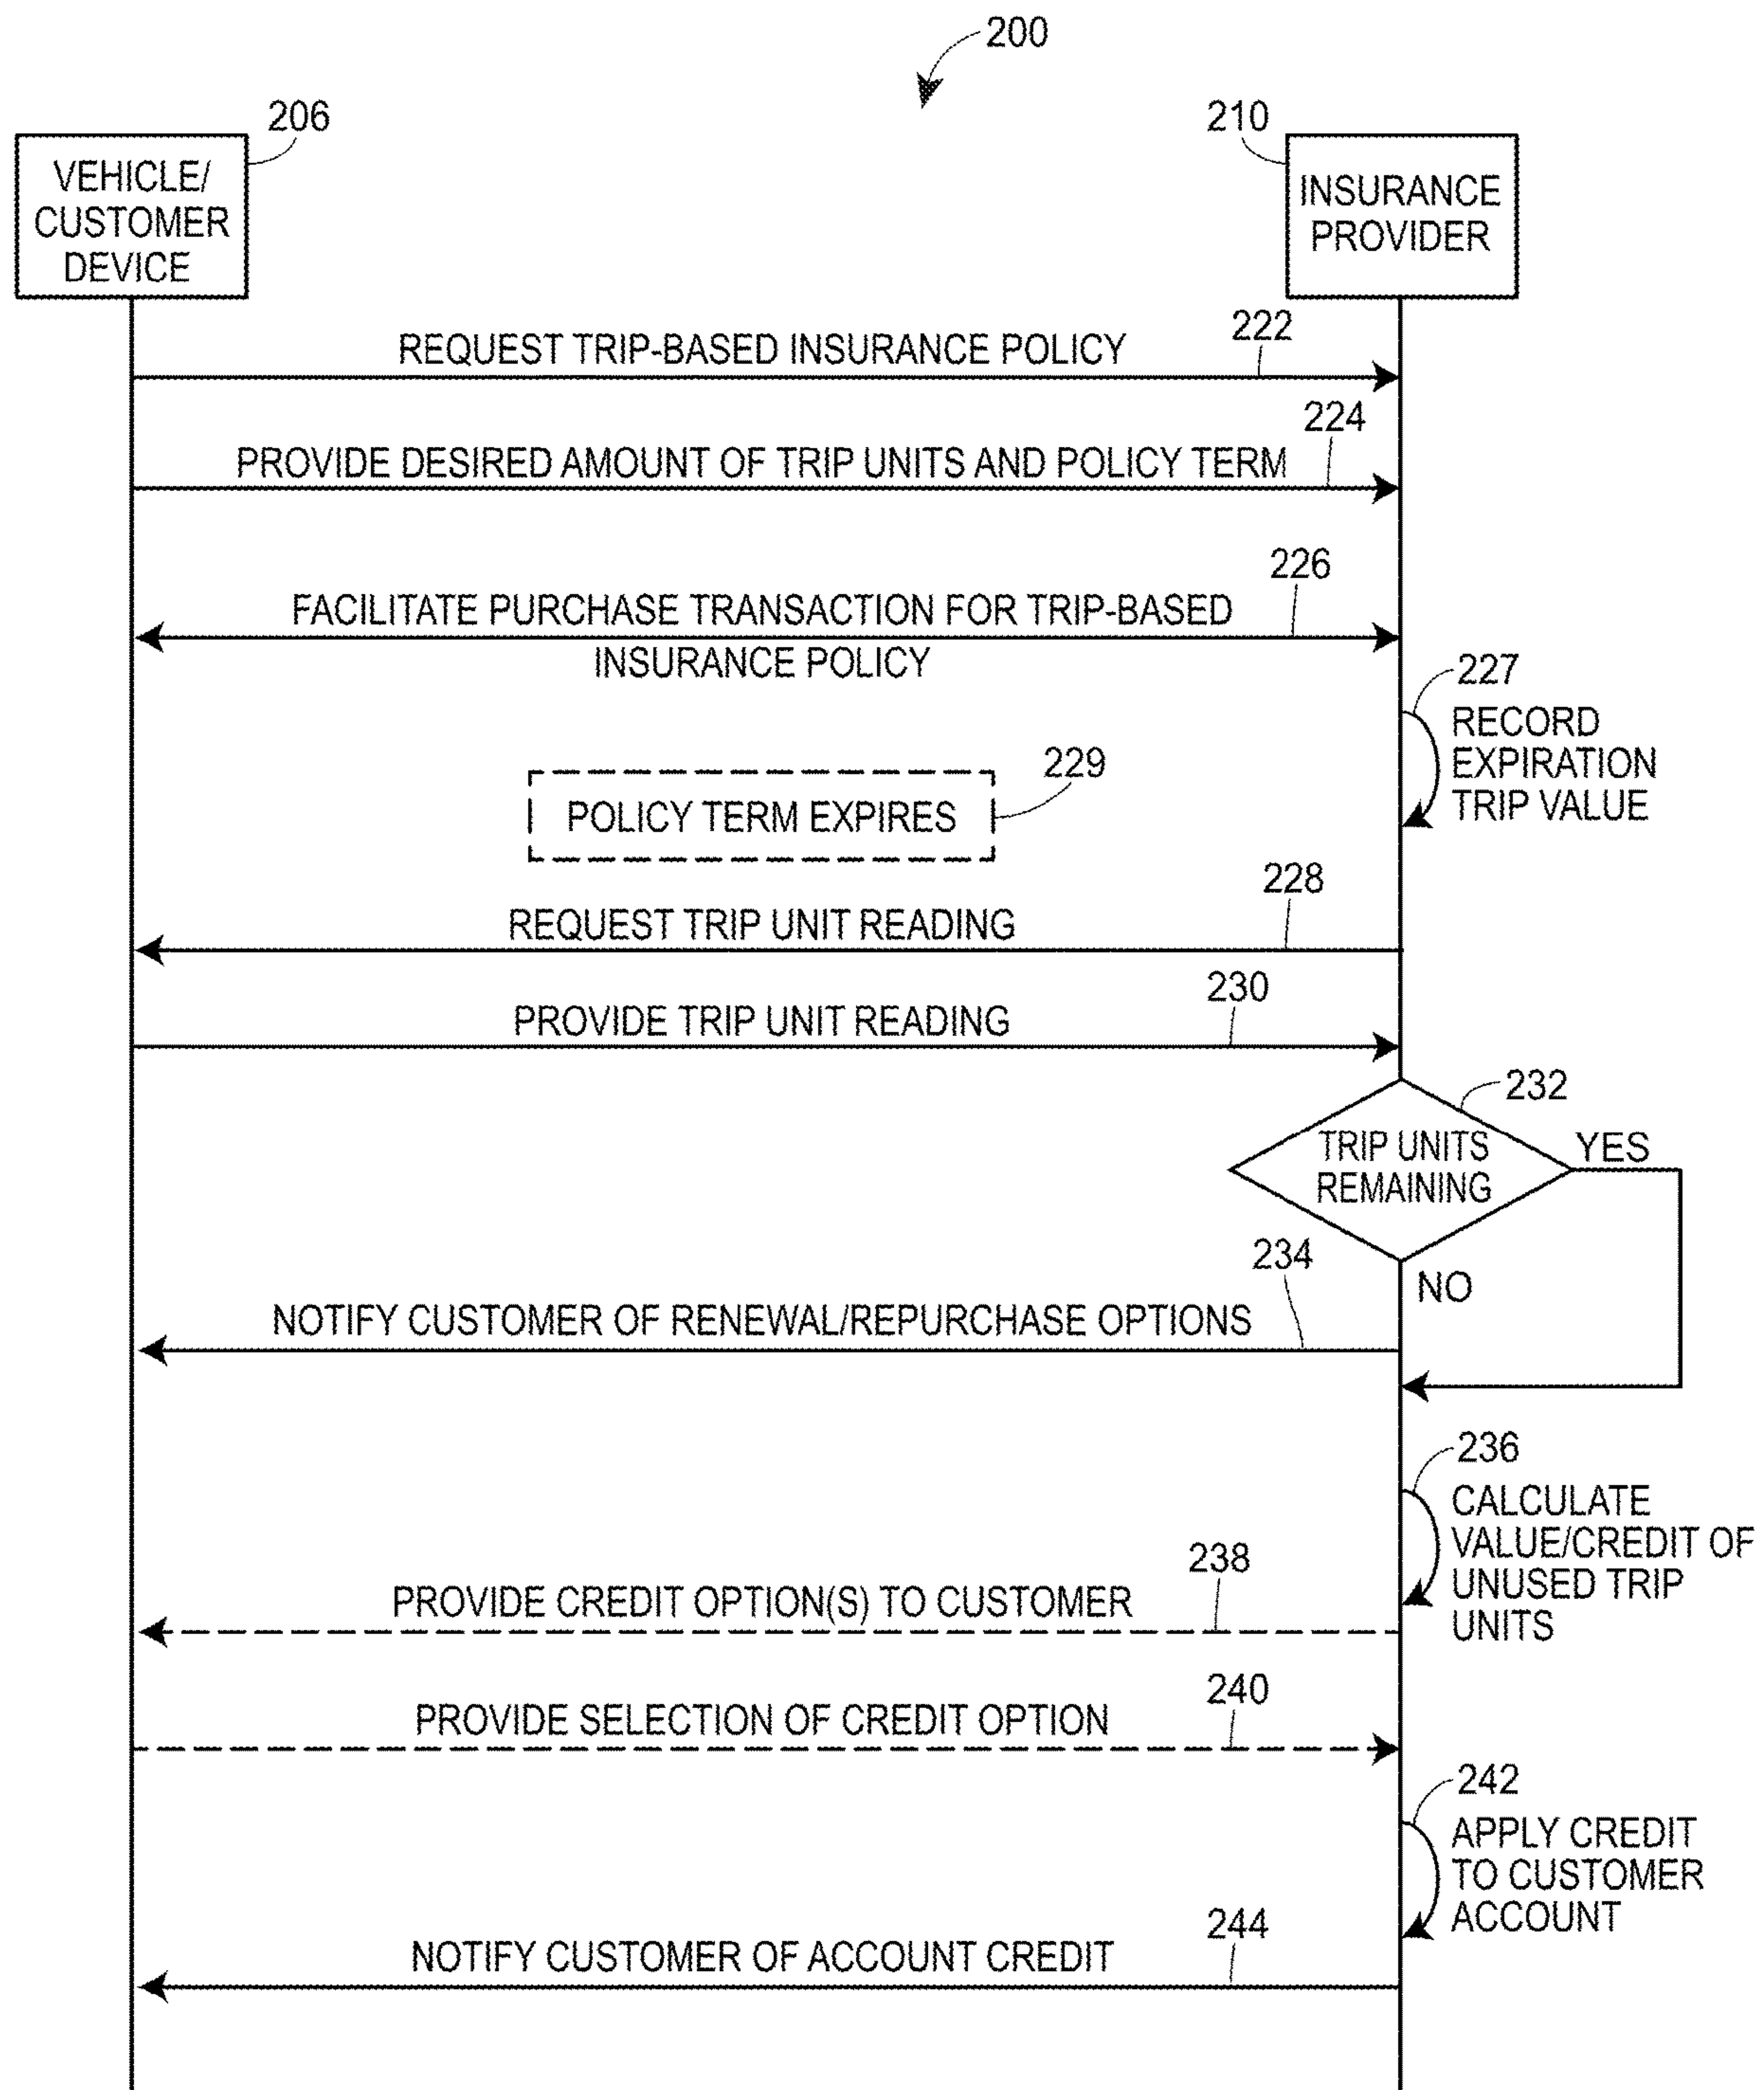 200
206
210
VEHICLE/
CUSTOMER
DEVICE
INSURANCE
PROVIDER
222
REQUEST TRIP-BASED INSURANCE POLICY
224
PROVIDE DESIRED AMOUNT OF TRIP UNITS AND POLICY TERM
226
FACILITATE PURCHASE TRANSACTION FOR TRIP-BASED
INSURANCE POLICY
227
RECORD
EXPIRATION
TRIP VALUE
229
POLICY TERM EXPIRES
228
REQUEST TRIP UNIT READING
230
PROVIDE TRIP UNIT READING
232
TRIP UNITS
REMAINING
YES
NO
234
NOTIFY CUSTOMER OF RENEWAL/REPURCHASE OPTIONS
236
CALCULATE
VALUE/CREDIT OF
UNUSED TRIP
UNITS
238
PROVIDE CREDIT OPTION(S) TO CUSTOMER
240
PROVIDE SELECTION OF CREDIT OPTION
242
APPLY CREDIT
TO CUSTOMER
ACCOUNT
244
NOTIFY CUSTOMER OF ACCOUNT CREDIT